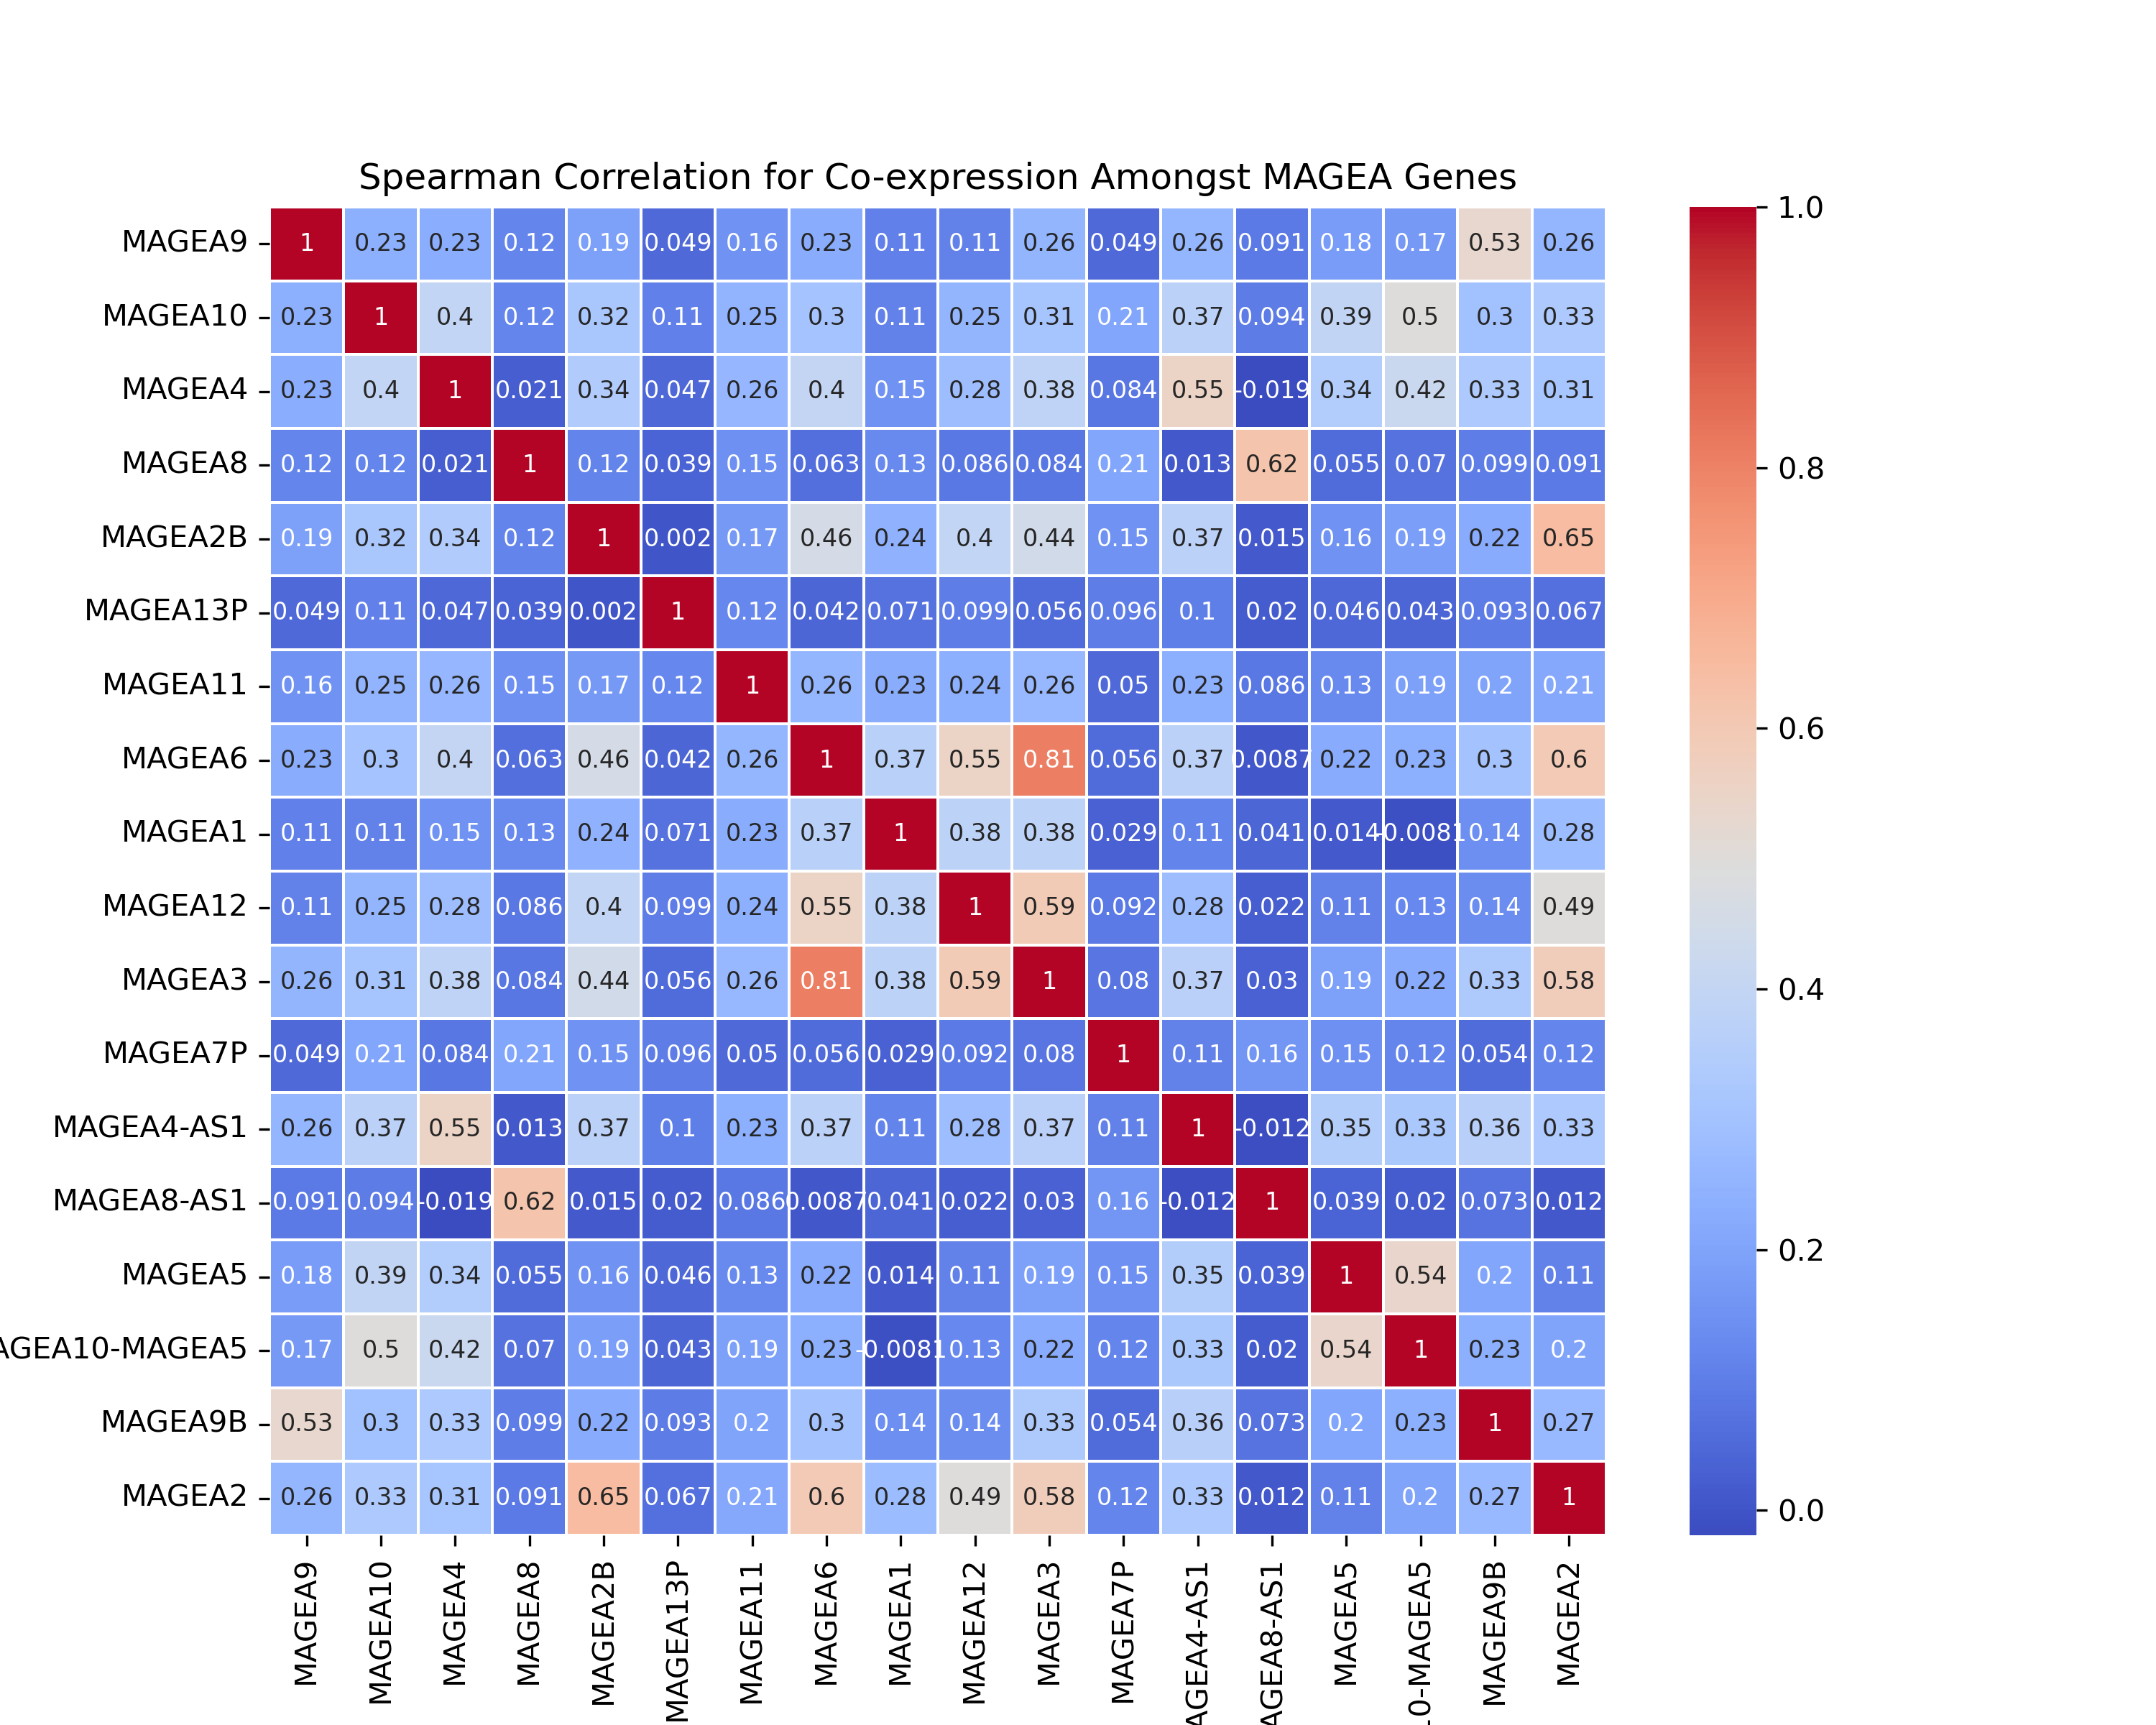 Spearman Correlation for Co-expression Amongst MAGEA Genes
MAGEA9 1 0.23 0.23 0.12 0.19 0.049 0.16 0.23 0.11 0.11 0.26 0.049 0.26 0.091 0.18 0.17 0.53 0.26
MAGEA10 0.23 1 0.4 0.12 0.32 0.11 0.25 0.3 0.11 0.25 0.31 0.21 0.37 0.094 0.39 0.5 0.3 0.33
MAGEA4 0.23 0.4 1 0.021 0.34 0.047 0.26 0.4 0.15 0.28 0.38 0.084 0.55 -0.019 0.34 0.42 0.33 0.31
MAGEA8 0.12 0.12 0.021 1 0.12 0.039 0.15 0.063 0.13 0.086 0.084 0.21 0.013 0.62 0.055 0.07 0.099 0.091
MAGEA2B 0.19 0.32 0.34 0.12 1 0.002 0.17 0.46 0.24 0.4 0.44 0.15 0.37 0.015 0.16 0.19 0.22 0.65
MAGEA13P 0.049 0.11 0.047 0.039 0.002 1 0.12 0.042 0.071 0.099 0.056 0.096 0.1 0.02 0.046 0.043 0.093 0.067
MAGEA11 0.16 0.25 0.26 0.15 0.17 0.12 1 0.26 0.23 0.24 0.26 0.05 0.23 0.086 0.13 0.19 0.2 0.21
MAGEA6 0.23 0.3 0.4 0.063 0.46 0.042 0.26 1 0.37 0.55 0.81 0.056 0.37 0.0087 0.22 0.23 0.3 0.6
MAGEA1 0.11 0.11 0.15 0.13 0.24 0.071 0.23 0.37 1 0.38 0.38 0.029 0.11 0.041 0.014 -0.0081 0.14 0.28
MAGEA12 0.11 0.25 0.28 0.086 0.4 0.099 0.24 0.55 0.38 1 0.59 0.092 0.28 0.022 0.11 0.13 0.14 0.49
MAGEA3 0.26 0.31 0.38 0.084 0.44 0.056 0.26 0.81 0.38 0.59 1 0.08 0.37 0.03 0.19 0.22 0.33 0.58
MAGEA7P 0.049 0.21 0.084 0.21 0.15 0.096 0.05 0.056 0.029 0.092 0.08 1 0.11 0.16 0.15 0.12 0.054 0.12
MAGEA4-AS1 0.26 0.37 0.55 0.013 0.37 0.1 0.23 0.37 0.11 0.28 0.37 0.11 1 -0.012 0.35 0.33 0.36 0.33
MAGEA8-AS1 0.091 0.094 -0.019 0.62 0.015 0.02 0.086 0.0087 0.041 0.022 0.03 0.16 -0.012 1 0.039 0.02 0.073 0.012
MAGEA5 0.18 0.39 0.34 0.055 0.16 0.046 0.13 0.22 0.014 0.11 0.19 0.15 0.35 0.039 1 0.54 0.2 0.11
AGEA10-MAGEA5 0.17 0.5 0.42 0.07 0.19 0.043 0.19 0.23 -0.0081 0.13 0.22 0.12 0.33 0.02 0.54 1 0.23 0.2
MAGEA9B 0.53 0.3 0.33 0.099 0.22 0.093 0.2 0.3 0.14 0.14 0.33 0.054 0.36 0.073 0.2 0.23 1 0.27
MAGEA2 0.26 0.33 0.31 0.091 0.65 0.067 0.21 0.6 0.28 0.49 0.58 0.12 0.33 0.012 0.11 0.2 0.27 1
MAGEA9
MAGEA10
MAGEA4
MAGEA8
MAGEA2B
MAGEA13P
MAGEA11
MAGEA6
MAGEA1
MAGEA12
MAGEA3
MAGEA7P
AGEA4-AS1
AGEA8-AS1
MAGEA5
0-MAGEA5
MAGEA9B
MAGEA2
1.0
0.8
0.6
0.4
0.2
0.0